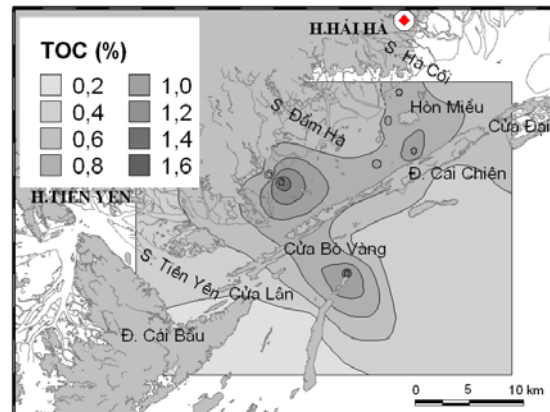 TOC (%)
0,2 1,0
0,4 1,2
0,6 1,4
0,8 1,6
H.HẢI HÀ
S. Hà Cối
Hòn Miều
S. Đầm Hà
Cửa Đại
Đ. Cái Chiên
H.TIÊN YÊN
Cửa Bò Vàng
S. Tiên Yên
Cửa Lân
Đ. Cái Bầu
0 5 10 km